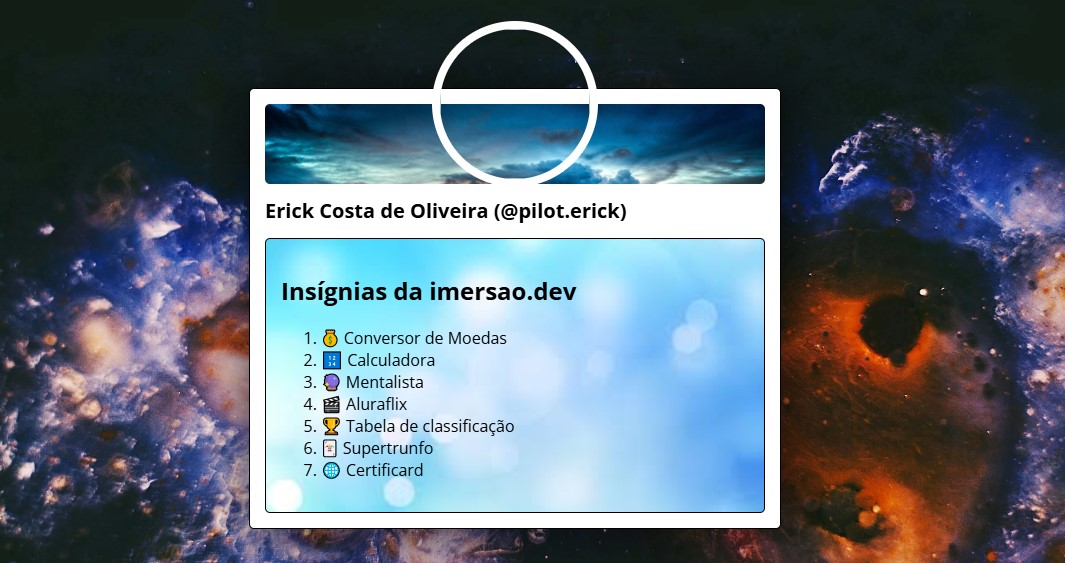 Erick Costa de Oliveira (@pilot.erick)
Insígnias da imersao.dev
1. 💰 Conversor de Moedas
2. 🔢 Calculadora
3. 🔮 Mentalista
4. 🎬 Aluraflix
5. 🏆 Tabela de classificação
6. 🃏 Supertrunfo
7. 🌐 Certificard